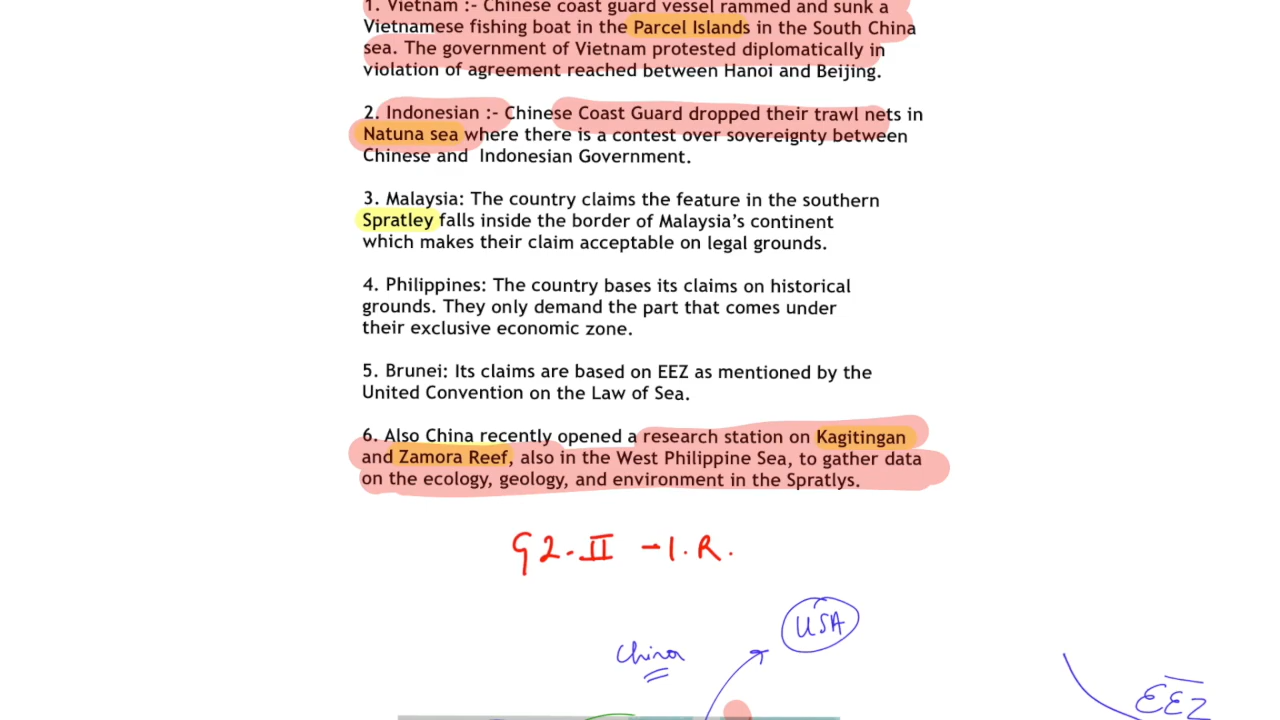 1. Vietnam :- Chinese coast guard vessel rammed and sunk a
Vietnamese fishing boat in the Parcel Islands in the South China
sea. The government of Vietnam protested diplomatically in
violation of agreement reached between Hanoi and Beijing.
2. Indonesian :- Chinese Coast Guard dropped their trawl nets in
Natuna sea where there is a contest over sovereignty between
Chinese and Indonesian Government.
3. Malaysia: The country claims the feature in the southern
Spratley falls inside the border of Malaysia's continent
which makes their claim acceptable on legal grounds.
4. Philippines: The country bases its claims on historical
grounds. They only demand the part that comes under
their exclusive economic zone.
5. Brunei: Its claims are based on EEZ as mentioned by the
United Convention on the Law of Sea.
6. Also China recently opened a research station on Kagitingan
and Zamora Reef, also in the West Philippine Sea, to gather data
on the ecology, geology, and environment in the Spratlys.
G2.II - I.R.
USA
China
EEZ